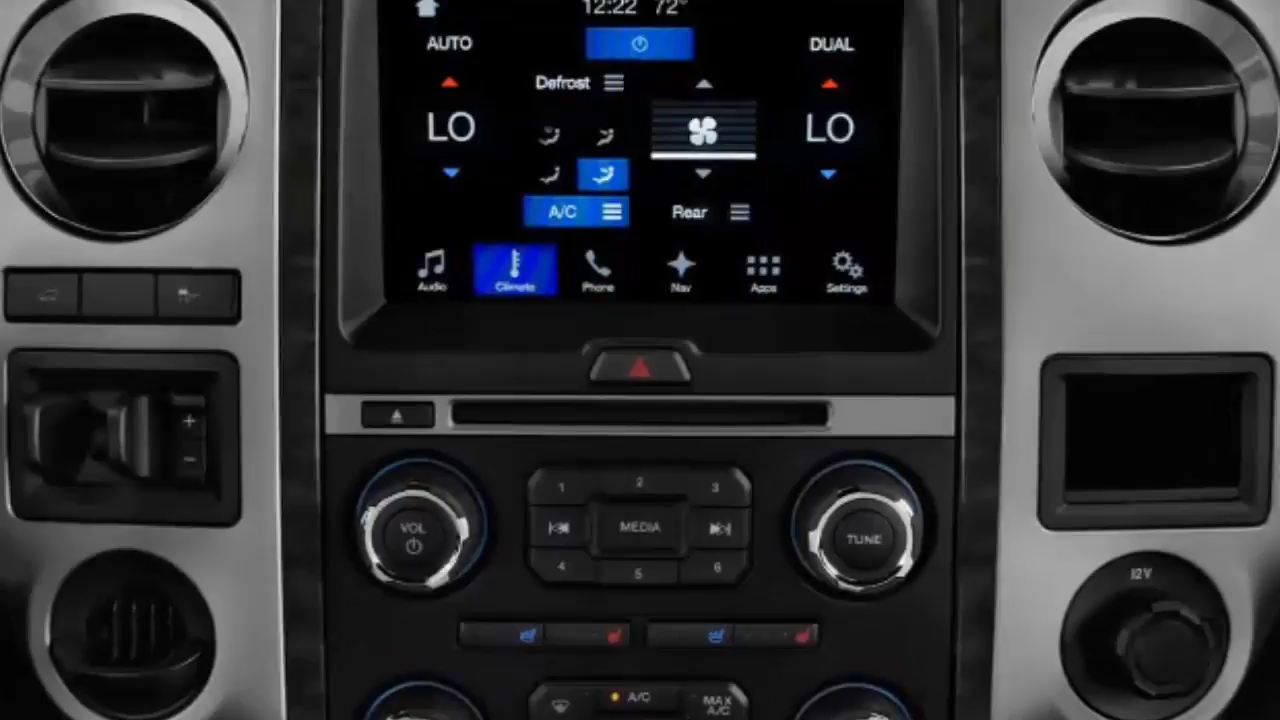 12:22 72°
AUTO
DUAL
Defrost
LO
LO
A/C
Rear
Audio
Climate
Phone
Nav
Apps
Settings
+
-
1
2
3
VOL
MEDIA
TUNE
4
5
6
12V
A/C
MAX
A/C